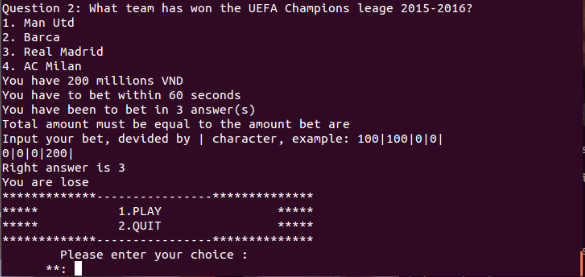 Question 2: What team has won the UEFA Champions leage 2015-2016?
1. Man Utd
2. Barca
3. Real Madrid
4. AC Milan
You have 200 millions VND
You have to bet within 60 seconds
You have been to bet in 3 answer(s)
Total amount must be equal to the amount bet are
Input your bet, devided by | character, example: 100|100|0|0|
0|0|0|200|
Right answer is 3
You are lose
*************----------------**************
***** 1.PLAY *****
***** 2.QUIT *****
*************----------------**************
Please enter your choice :
**: